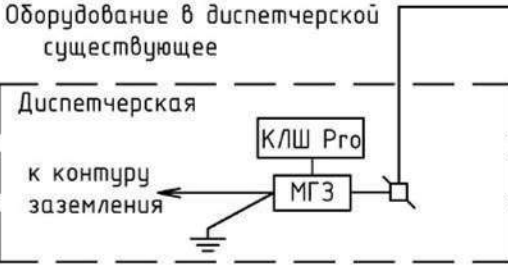 Оборудование в диспетчерской
существующее
Диспетчерская
КЛШ Pro
к контуру
заземления
МГЗ